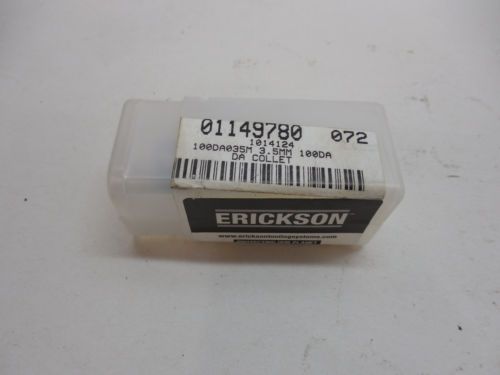 01149780 072
1014124
100DA035M 3.5MM 100DA
DA COLLET
ERICKSON
www.ericksontoolingsystems.com